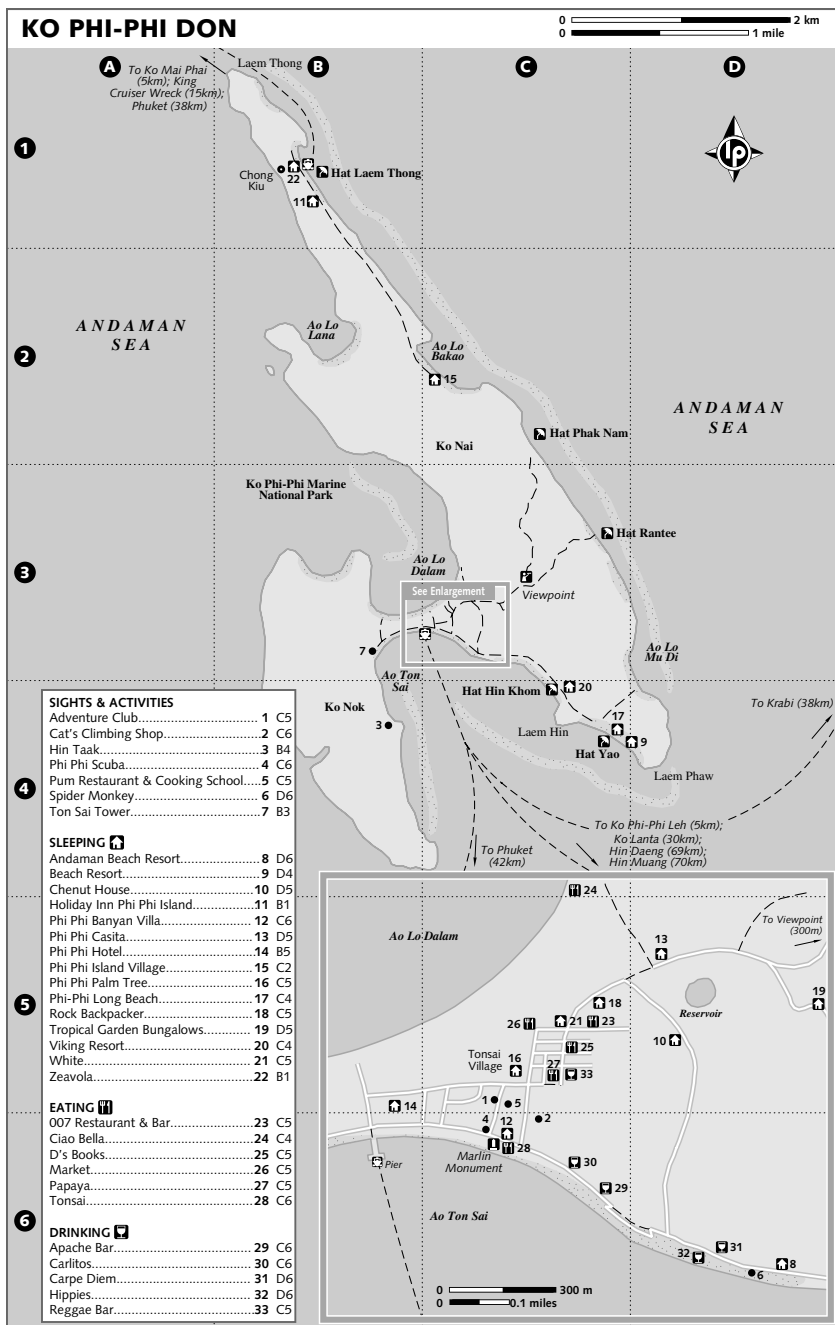 KO PHI-PHI DON
0 2 km
0 1 mile
A B C D
To Ko Mai Phai
(5km); King
Cruiser Wreck (15km);
Phuket (38km)
Laem Thong
1
lp
Chong
Kiu
22
Hat Laem Thong
11
ANDAMAN
SEA
2
Ao Lo
Lana
Ao Lo
Bakao
15
ANDAMAN
SEA
Hat Phak Nam
Ko Nai
Ko Phi-Phi Marine
National Park
Hat Rantee
3
Ao Lo
Dalam
Viewpoint
See Enlargement
7
Ao Lo
Mu Di
Ao Ton
Sai
Hat Hin Khom
20
To Krabi (38km)
Ko Nok
3
Laem Hin
17
9
Hat Yao
Laem Phaw
4
To Ko Phi-Phi Leh (5km);
Ko Lanta (30km);
Hin Daeng (69km);
Hin Muang (70km)
To Phuket
(42km)
SIGHTS & ACTIVITIES
Adventure Club 1 C5
Cat's Climbing Shop 2 C6
Hin Taak 3 B4
Phi Phi Scuba 4 C6
Pum Restaurant & Cooking School 5 C5
Spider Monkey 6 D6
Ton Sai Tower 7 B3
SLEEPING
Andaman Beach Resort 8 D6
Beach Resort 9 D4
Chenut House 10 D5
Holiday Inn Phi Phi Island 11 B1
Phi Phi Banyan Villa 12 C6
Phi Phi Casita 13 D5
Phi Phi Hotel 14 B5
Phi Phi Island Village 15 C2
Phi Phi Palm Tree 16 C5
Phi-Phi Long Beach 17 C4
Rock Backpacker 18 C5
Tropical Garden Bungalows 19 D5
Viking Resort 20 C4
White 21 C5
Zeavola 22 B1
EATING
007 Restaurant & Bar 23 C5
Ciao Bella 24 C4
D's Books 25 C5
Market 26 C5
Papaya 27 C5
Tonsai 28 C6
DRINKING
Apache Bar 29 C6
Carlitos 30 C6
Carpe Diem 31 D6
Hippies 32 D6
Reggae Bar 33 C5
5
6
24
Ao Lo Dalam
To Viewpoint
(300m)
13
19
Reservoir
18
26 21 23
10
25
Tonsai
Village
16
27
33
14
1
5
4
12
2
Marlin
Monument
28
Pier
30
29
Ao Ton Sai
31
32
8
6
0 300 m
0 0.1 miles